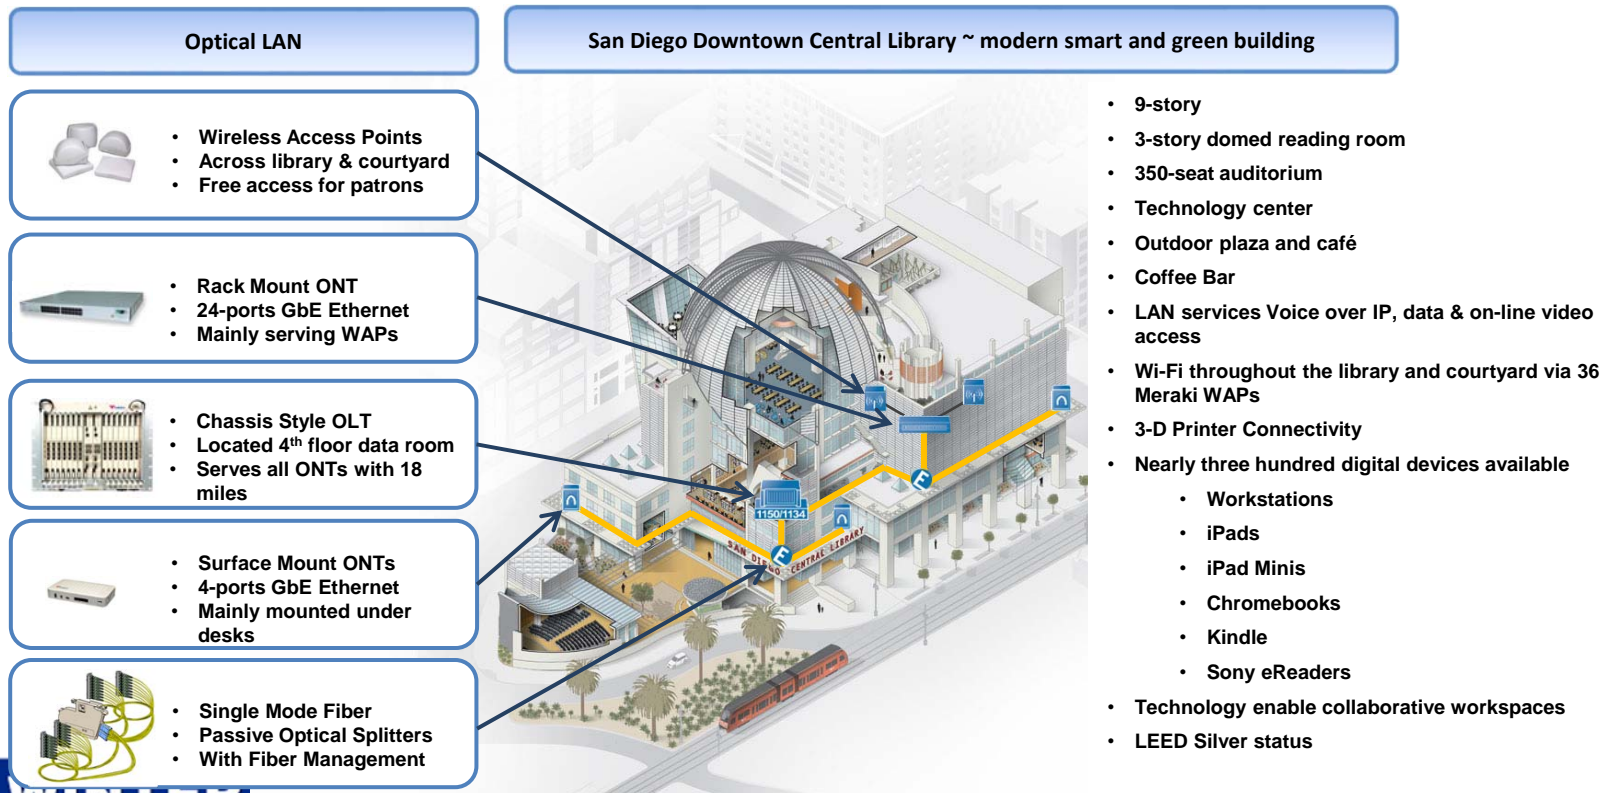 Optical LAN
San Diego Downtown Central Library ~ modern smart and green building
• Wireless Access Points
• Across library & courtyard
• Free access for patrons
• Rack Mount ONT
• 24-ports GbE Ethernet
• Mainly serving WAPs
• Chassis Style OLT
• Located 4th floor data room
• Serves all ONTs with 18
miles
• Surface Mount ONTs
• 4-ports GbE Ethernet
• Mainly mounted under
desks
• Single Mode Fiber
• Passive Optical Splitters
• With Fiber Management
1150/1134
E
E
SAN DIEGO CENTRAL LIBRARY
• 9-story
• 3-story domed reading room
• 350-seat auditorium
• Technology center
• Outdoor plaza and café
• Coffee Bar
• LAN services Voice over IP, data & on-line video
access
• Wi-Fi throughout the library and courtyard via 36
Meraki WAPs
• 3-D Printer Connectivity
• Nearly three hundred digital devices available
• Workstations
• iPads
• iPad Minis
• Chromebooks
• Kindle
• Sony eReaders
• Technology enable collaborative workspaces
• LEED Silver status